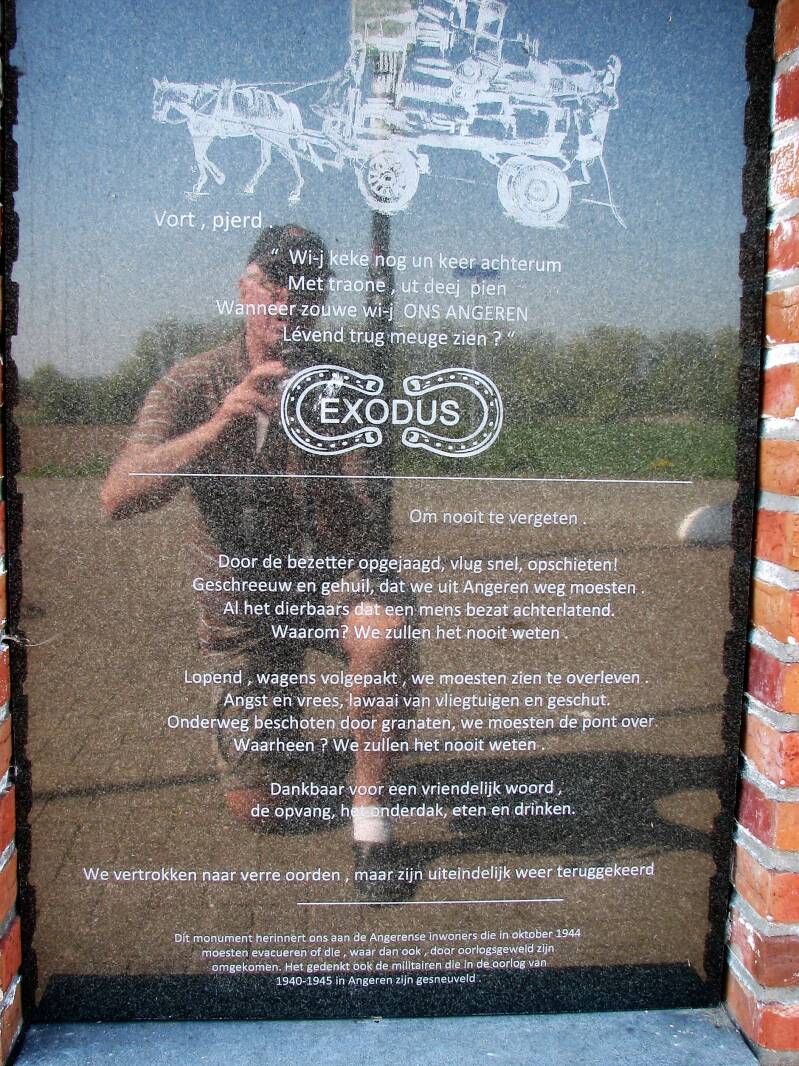 Vort , pjerd
“ Wi-j keke nog un keer achterum
Met traone , ut deej pien
Wanneer zouwe wi-j ONS ANGEREN
Lévend trug meuge zien ? “
EXODUS
Om nooit te vergeten .
Door de bezetter opgejaagd, vlug snel, opschieten!
Geschreeuw en gehuil, dat we uit Angeren weg moesten .
Al het dierbaars dat een mens bezat achterlatend.
Waarom? We zullen het nooit weten .
Lopend , wagens volgepakt , we moesten zien te overleven .
Angst en vrees, lawaai van vliegtuigen en geschut.
Onderweg beschoten door granaten, we moesten de pont over.
Waarheen ? We zullen het nooit weten .
Dankbaar voor een vriendelijk woord ,
de opvang, het onderdak, eten en drinken.
We vertrokken naar verre oorden , maar zijn uiteindelijk weer teruggekeerd
Dit monument herinnert ons aan de Angerense inwoners die in oktober 1944
moesten evacueren of die , waar dan ook , door oorlogsgeweld zijn
omgekomen. Het gedenkt ook de militairen die in de oorlog van
1940-1945 in Angeren zijn gesneuveld .